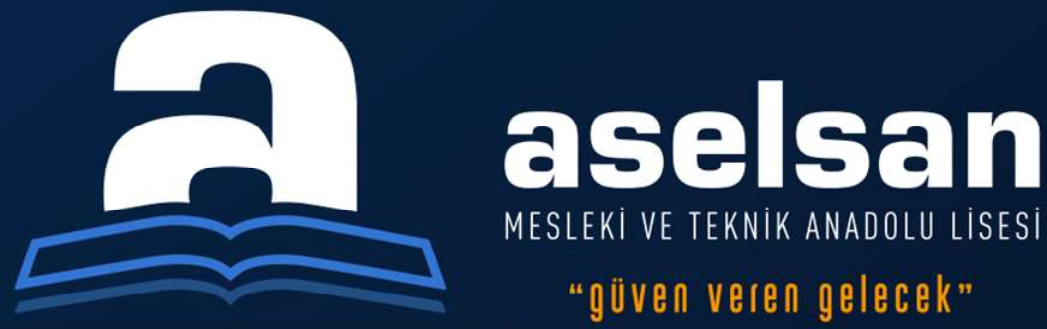 a
aselsan
MESLEKİ VE TEKNİK ANADOLU LİSESİ
“güven veren gelecek”